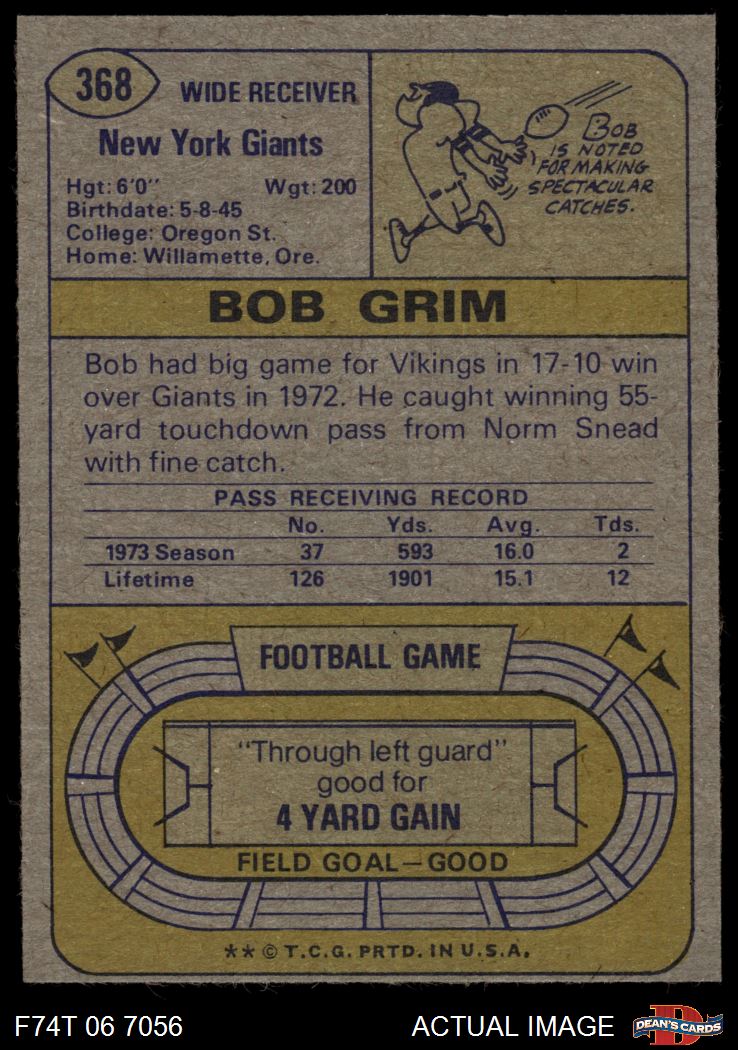 368
WIDE RECEIVER
New York Giants
Hgt: 6'0" Wgt: 200
Birthdate: 5-8-45
College: Oregon St.
Home: Willamette, Ore.
BOB
IS NOTED
FOR MAKING
SPECTACULAR
CATCHES.
BOB GRIM
Bob had big game for Vikings in 17-10 win
over Giants in 1972. He caught winning 55-
yard touchdown pass from Norm Snead
with fine catch.
PASS RECEIVING RECORD
No. Yds. Avg. Tds.
1973 Season 37 593 16.0 2
Lifetime 126 1901 15.1 12
FOOTBALL GAME
"Through left guard"
good for
4 YARD GAIN
FIELD GOAL—GOOD
** © T.C.G. PRTD. IN U.S.A.
F74T 06 7056 ACTUAL IMAGE DEAN'S CARDS